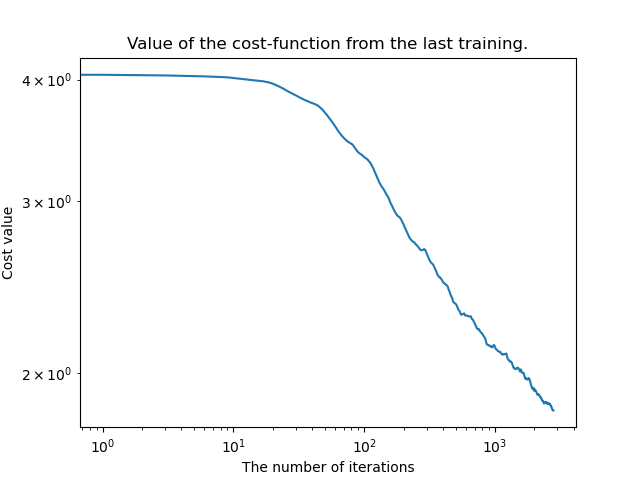 Value of the cost-function from the last training.
Cost value
4 × 10⁰
3 × 10⁰
2 × 10⁰
10⁰ 10¹ 10² 10³
The number of iterations